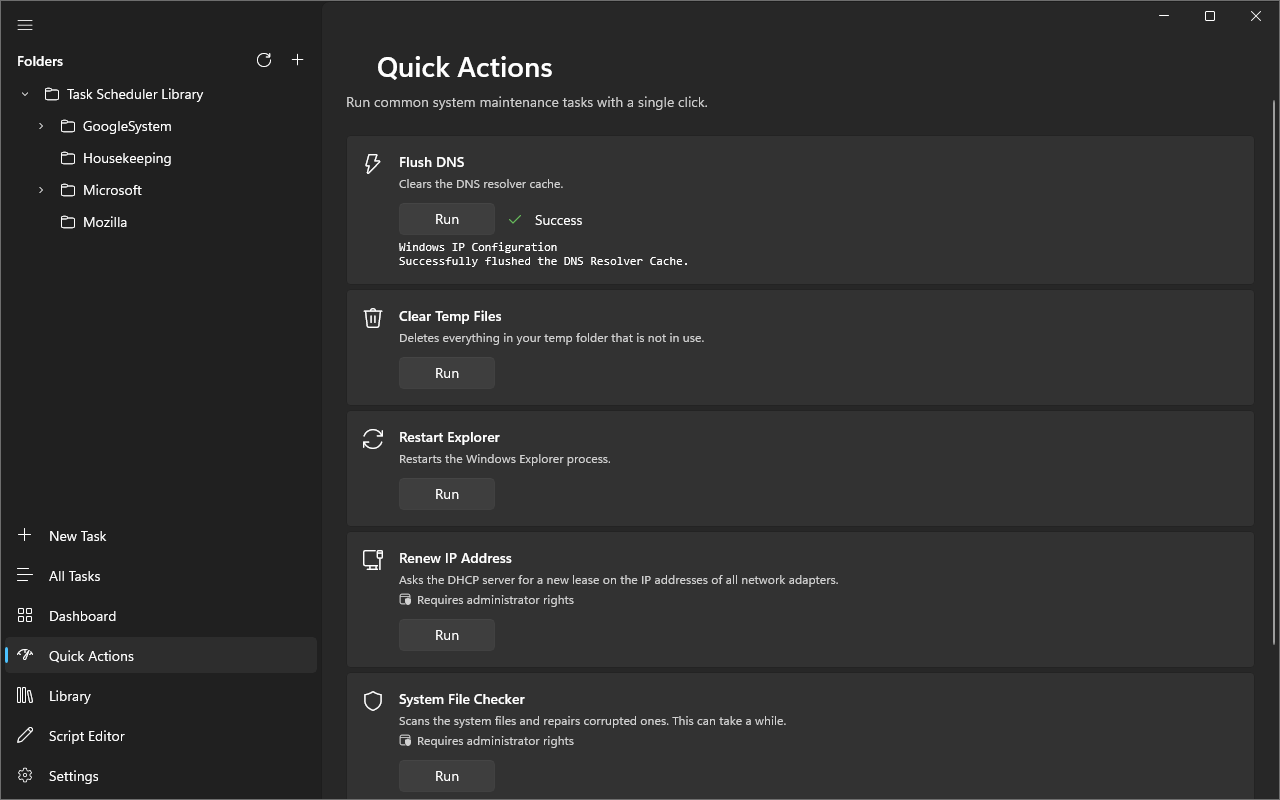 Folders
Task Scheduler Library
GoogleSystem
Housekeeping
Microsoft
Mozilla
New Task
All Tasks
Dashboard
Quick Actions
Library
Script Editor
Settings
Quick Actions
Run common system maintenance tasks with a single click.
Flush DNS
Clears the DNS resolver cache.
Run
Success
Windows IP Configuration
Successfully flushed the DNS Resolver Cache.
Clear Temp Files
Deletes everything in your temp folder that is not in use.
Run
Restart Explorer
Restarts the Windows Explorer process.
Run
Renew IP Address
Asks the DHCP server for a new lease on the IP addresses of all network adapters.
Requires administrator rights
Run
System File Checker
Scans the system files and repairs corrupted ones. This can take a while.
Requires administrator rights
Run